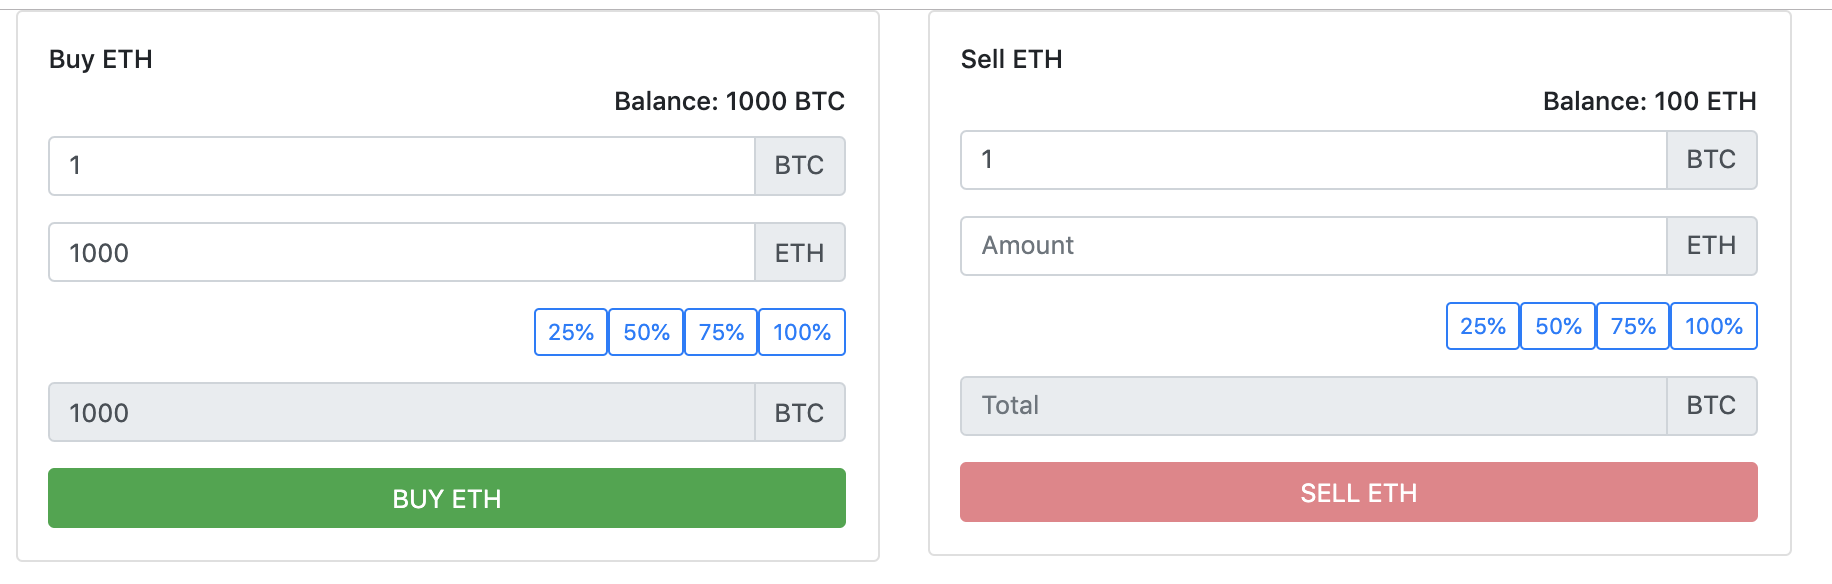 Buy ETH
Balance: 1000 BTC
1 BTC
1000 ETH
25% 50% 75% 100%
1000 BTC
BUY ETH
Sell ETH
Balance: 100 ETH
1 BTC
Amount ETH
25% 50% 75% 100%
Total BTC
SELL ETH